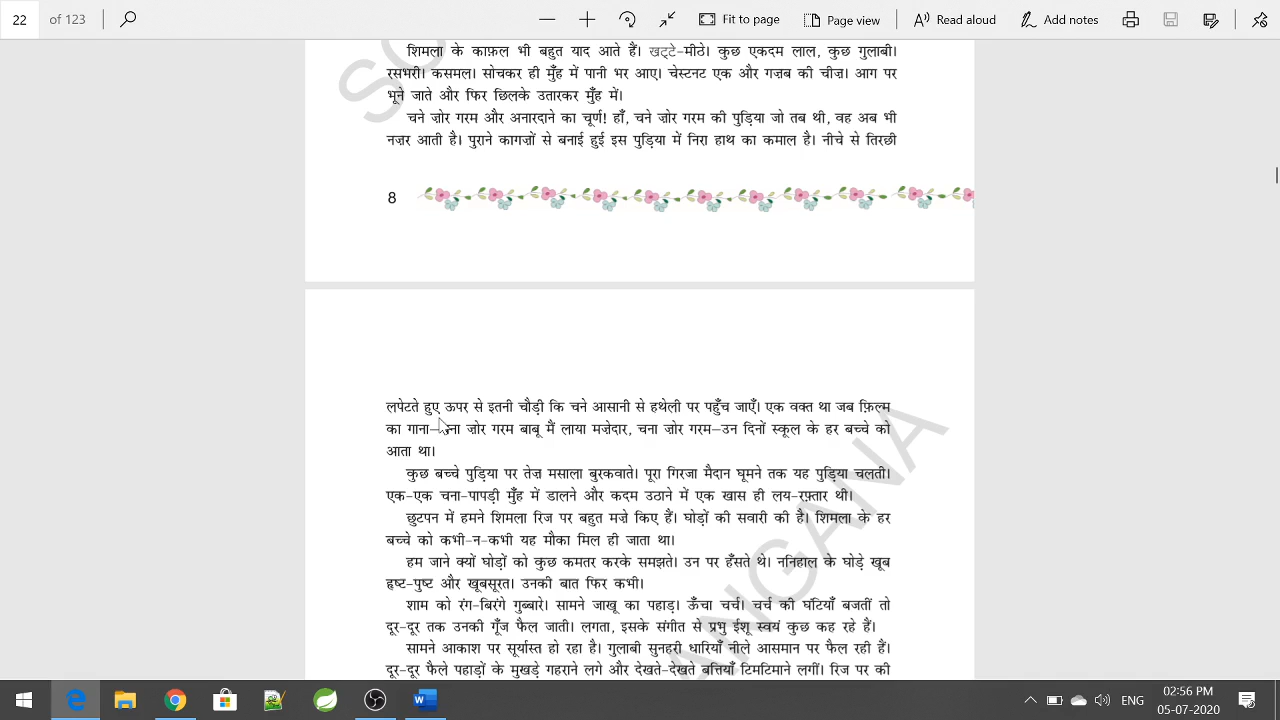 22 of 123 Fit to page Page view Read aloud Add notes
शिमला के काफ़ल भी बहुत याद आते हैं। खट्टे-मीठे। कुछ एकदम लाल, कुछ गुलाबी।
रसभरी। कसमल। सोचकर ही मुँह में पानी भर आए। चेस्टनट एक और गज़ब की चीज़। आग पर
भूने जाते और फिर छिलके उतारकर मुँह में।
चने ज़ोर गरम और अनारदाने का चूर्ण! हाँ, चने ज़ोर गरम की पुड़िया जो तब थी, वह अब भी
नज़र आती है। पुराने कागज़ों से बनाई हुई इस पुड़िया में निरा हाथ का कमाल है। नीचे से तिरछी
8
लपेटते हुए ऊपर से इतनी चौड़ी कि चने आसानी से हथेली पर पहुँच जाएँ। एक वक्त था जब फ़िल्म
का गाना— ज़ोर गरम बाबू मैं लाया मज़ेदार, चना ज़ोर गरम—उन दिनों स्कूल के हर बच्चे को
आता था।
कुछ बच्चे पुड़िया पर तेज़ मसाला बुरकवाते। पूरा गिरजा मैदान घूमने तक यह पुड़िया चलती।
एक-एक चना-पापड़ी मुँह में डालने और कदम उठाने में एक खास ही लय-रफ़्तार थी।
छुटपन में हमने शिमला रिज पर बहुत मज़े किए हैं। घोड़ों की सवारी की है। शिमला के हर
बच्चे को कभी-न-कभी यह मौका मिल ही जाता था।
हम जाने क्यों घोड़ों को कुछ कमतर करके समझते। उन पर हँसते थे। ननिहाल के घोड़े खूब
हृष्ट-पुष्ट और खूबसूरत। उनकी बात फिर कभी।
शाम को रंग-बिरंगे गुब्बारे। सामने जाखू का पहाड़। ऊँचा चर्च। चर्च की घंटियाँ बजतीं तो
दूर-दूर तक उनकी गूँज फैल जाती। लगता, इसके संगीत से प्रभु ईशू स्वयं कुछ कह रहे हैं।
सामने आकाश पर सूर्यास्त हो रहा है। गुलाबी सुनहरी धारियाँ नीले आसमान पर फैल रही हैं।
दूर-दूर फैले पहाड़ों के मुखड़े गहराने लगे और देखते-देखते बत्तियाँ टिमटिमाने लगीं। रिज पर की
ANGANA
ENG 02:56 PM
05-07-2020